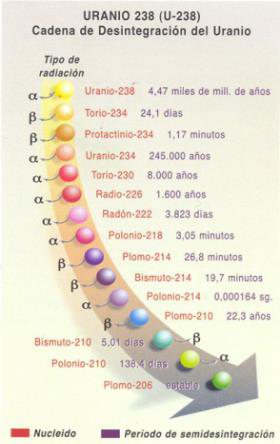 URANIO 238 (U-238)
Cadena de Desintegración del Uranio
Tipo de
radiación
α Uranio-238 4,47 miles de mill. de años
β Torio-234 24,1 días
β Protactinio-234 1,17 minutos
α Uranio-234 245.000 años
α Torio-230 8.000 años
α Radio-226 1.600 años
α Radón-222 3.823 días
α Polonio-218 3,05 minutos
β Plomo-214 26,8 minutos
β Bismuto-214 19,7 minutos
α Polonio-214 0,000164 sg.
β Plomo-210 22,3 años
Bismuto-210 5,01 días β
Polonio-210 138,4 días α
Plomo-206 estable
Nucleido Período de semidesintegración